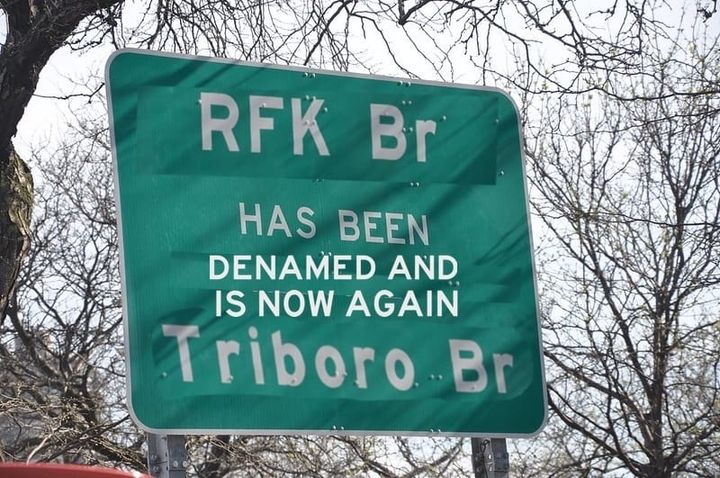 RFK Br
HAS BEEN
DENAMED AND
IS NOW AGAIN
Triboro Br